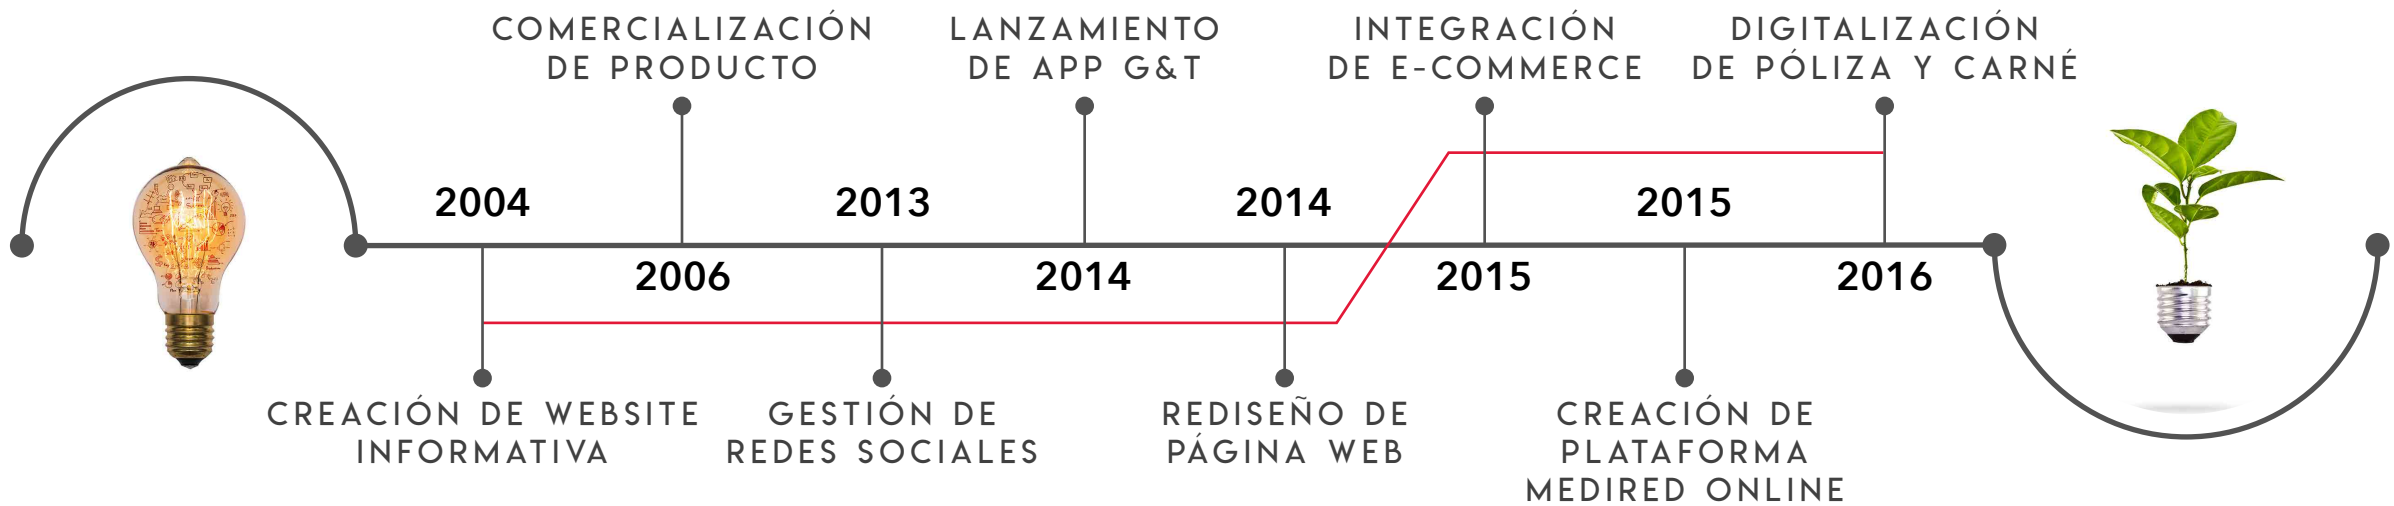 COMERCIALIZACIÓN
DE PRODUCTO
LANZAMIENTO
DE APP G&T
INTEGRACIÓN
DE E-COMMERCE
DIGITALIZACIÓN
DE PÓLIZA Y CARNÉ
2004
2013
2014
2015
2006
2014
2015
2016
CREACIÓN DE WEBSITE
INFORMATIVA
GESTIÓN DE
REDES SOCIALES
REDISEÑO DE
PÁGINA WEB
CREACIÓN DE
PLATAFORMA
MEDIRED ONLINE